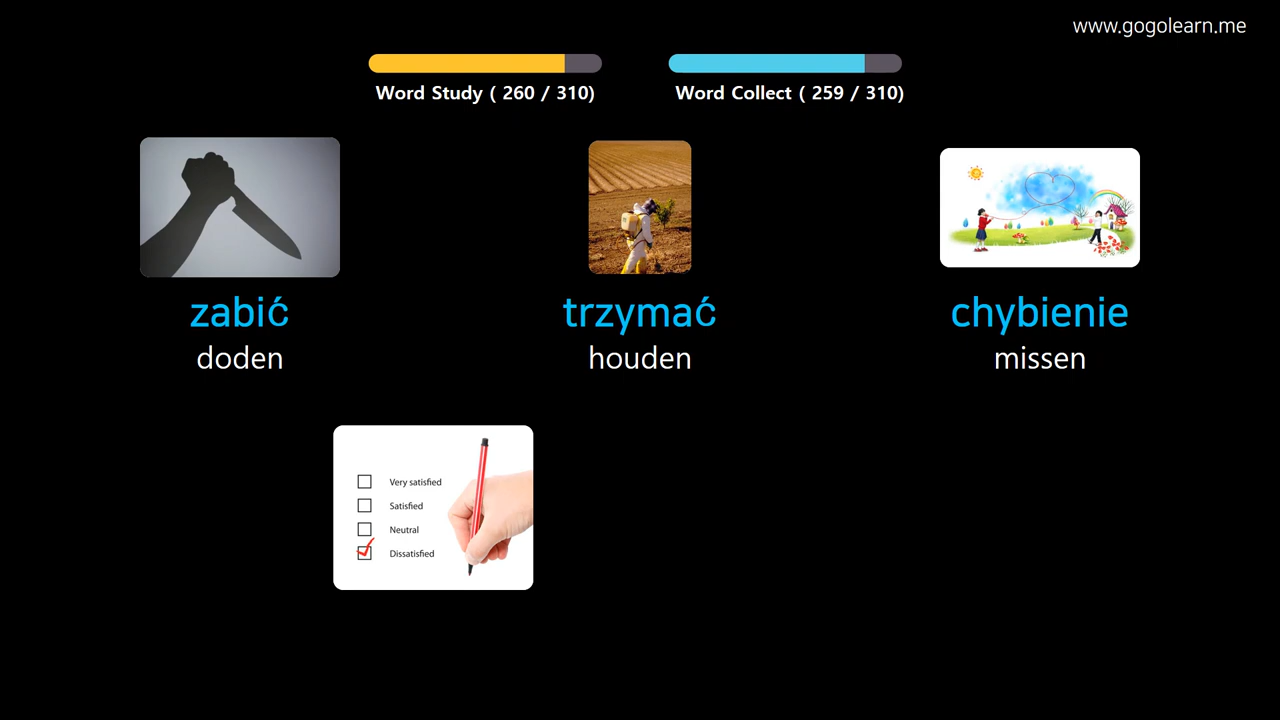 www.gogolearn.me
Word Study ( 260 / 310)
Word Collect ( 259 / 310)
zabić
trzymać
chybienie
doden
houden
missen
Very satisfied
Satisfied
Neutral
Dissatisfied